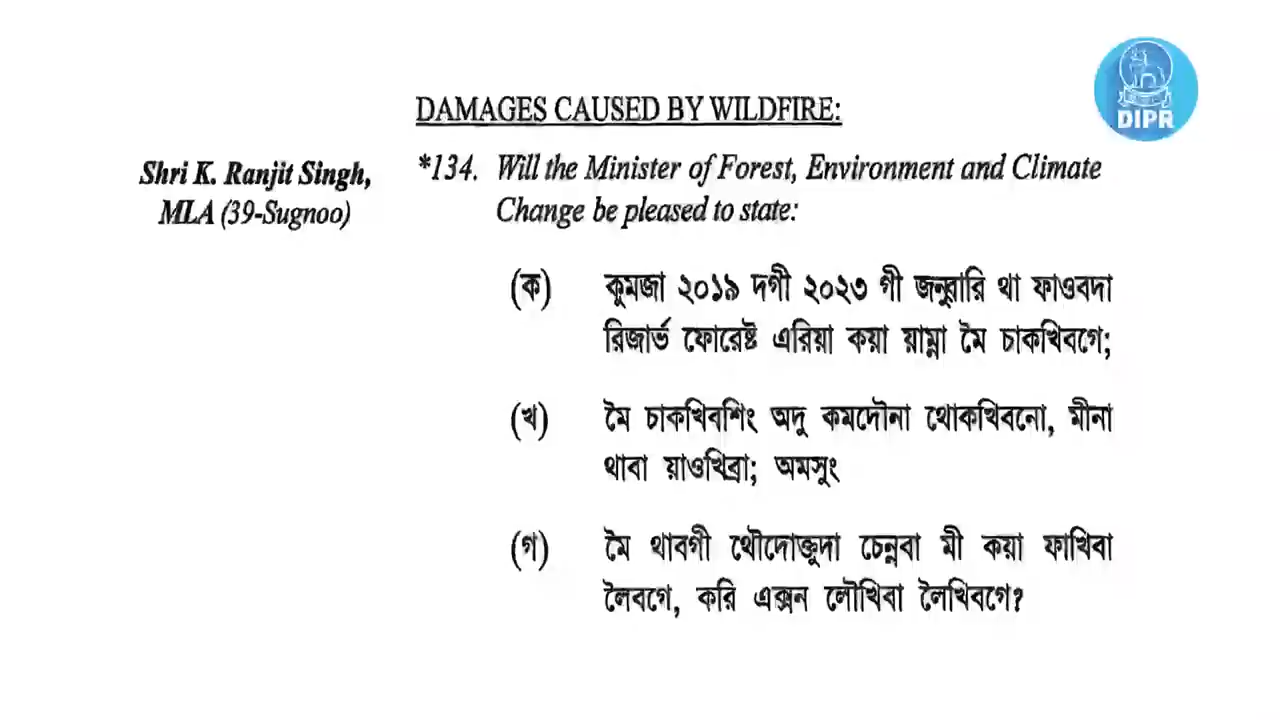 DIPR
DAMAGES CAUSED BY WILDFIRE:
Shri K. Ranjit Singh,
MLA (39-Sugnoo)
*134. Will the Minister of Forest, Environment and Climate
Change be pleased to state:
(ক) কুমজা ২০১৯ দগী ২০২৩ গী জনুৱারি থা ফাওবদা
রিজার্ভ ফোরেষ্ট এরিয়া কয়া য়াম্না মৈ চাকখিবগে;
(খ) মৈ চাকখিবশিং অদু কমদৌনা থোকখিবনো, মীনা
থাবা য়াওখিব্রা; অমসুং
(গ) মৈ থাবগী থৌদোক্তুদা চেন্নবা মী কয়া ফাখিবা
লৈবগে, করি এক্সন লৌখিবা লৈখিবগে?